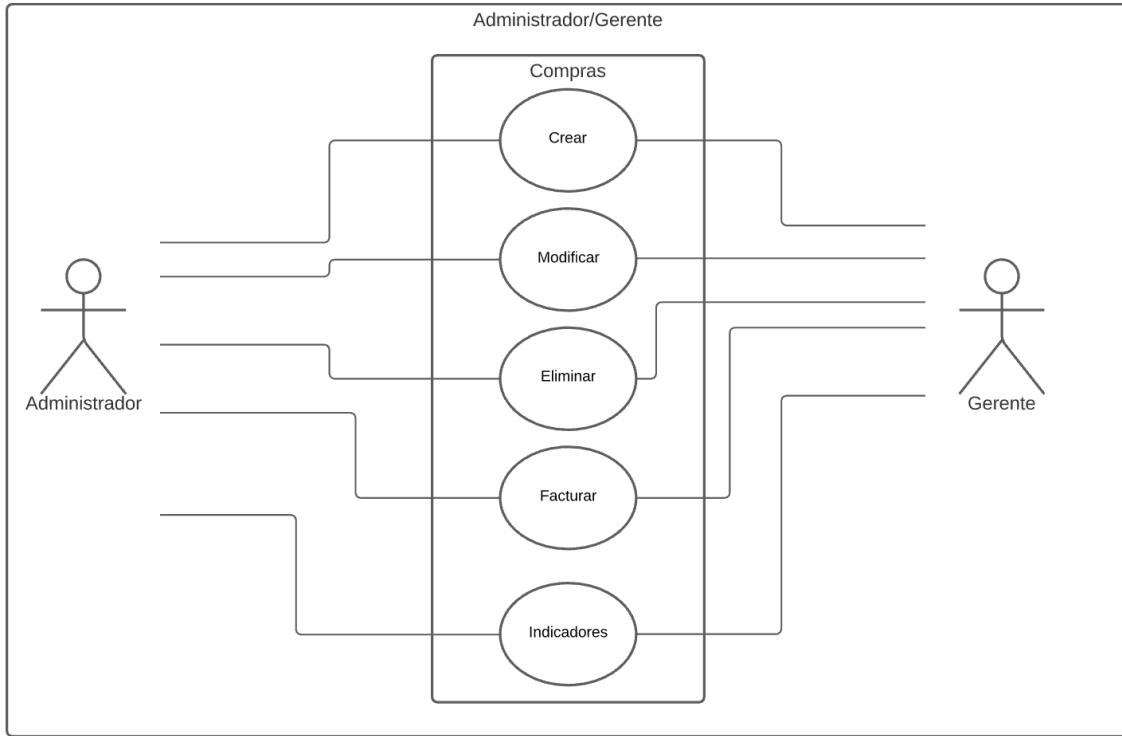 Administrador/Gerente
Compras
Crear
Modificar
Eliminar
Administrador
Gerente
Facturar
Indicadores